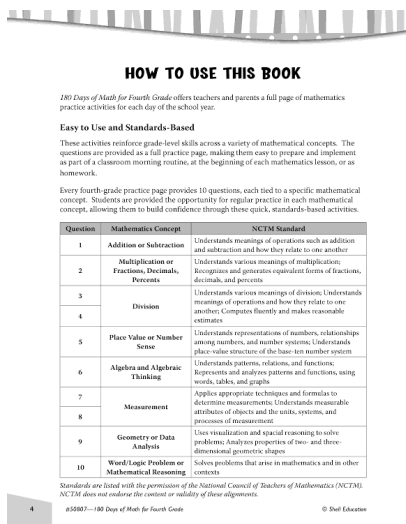 HOW TO USE THIS BOOK
180 Days of Math for Fourth Grade offers teachers and parents a full page of mathematics
practice activities for each day of the school year.
Easy to Use and Standards-Based
These activities reinforce grade-level skills across a variety of mathematical concepts. The
questions are provided as a full practice page, making them easy to prepare and implement
as part of a classroom morning routine, at the beginning of each mathematics lesson, or as
homework.
Every fourth-grade practice page provides 10 questions, each tied to a specific mathematical
concept. Students are provided the opportunity for regular practice in each mathematical
concept, allowing them to build confidence through these quick, standards-based activities.
Question Mathematics Concept NCTM Standard
1 Addition or Subtraction Understands meanings of operations such as addition
and subtraction and how they relate to one another
2 Multiplication or
Fractions, Decimals,
Percents
Understands various meanings of multiplication;
Recognizes and generates equivalent forms of fractions,
decimals, and percents
3
4
Division
Understands various meanings of division; Understands
meanings of operations and how they relate to one
another; Computes fluently and makes reasonable
estimates
5 Place Value or Number
Sense
Understands representations of numbers, relationships
among numbers, and number systems; Understands
place-value structure of the base-ten number system
6 Algebra and Algebraic
Thinking
Understands patterns, relations, and functions;
Represents and analyzes patterns and functions, using
words, tables, and graphs
7
8
Measurement
Applies appropriate techniques and formulas to
determine measurements; Understands measurable
attributes of objects and the units, systems, and
processes of measurement
9 Geometry or Data
Analysis
Uses visualization and spacial reasoning to solve
problems; Analyzes properties of two- and three-
dimensional geometric shapes
10 Word/Logic Problem or
Mathematical Reasoning
Solves problems that arise in mathematics and in other
contexts
Standards are listed with the permission of the National Council of Teachers of Mathematics (NCTM).
NCTM does not endorse the content or validity of these alignments.
4 #50807—180 Days of Math for Fourth Grade © Shell Education